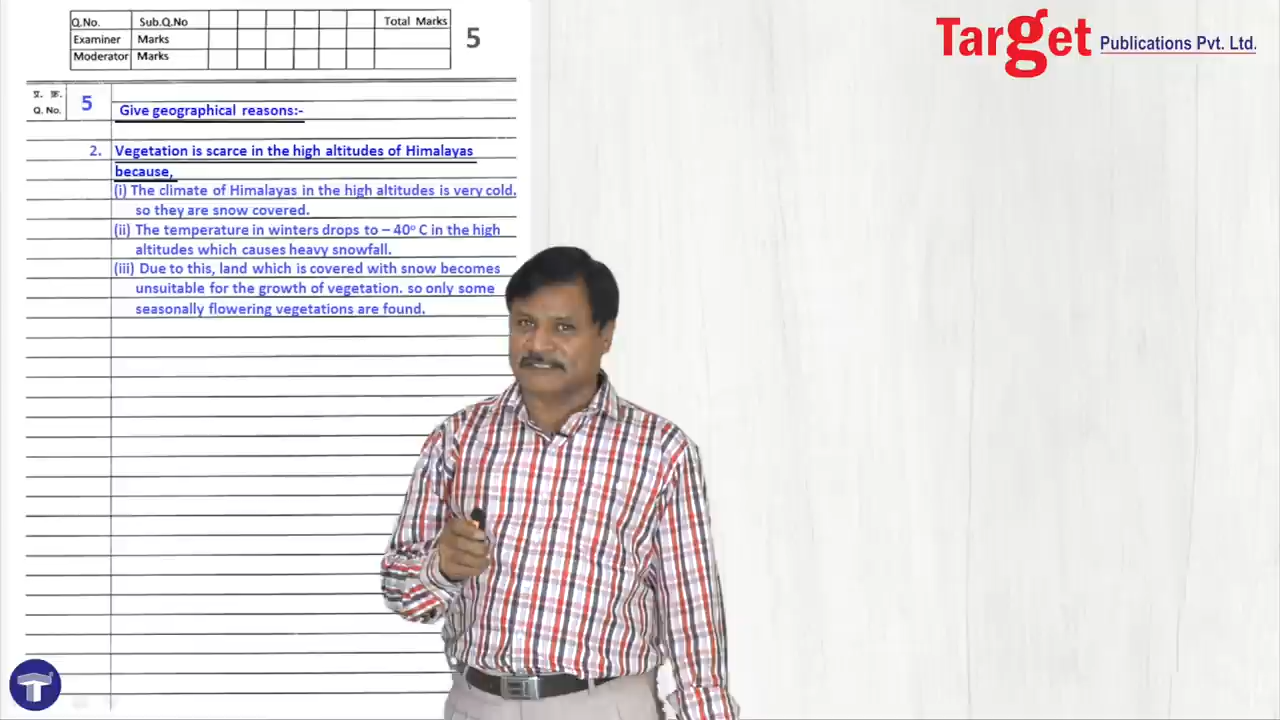 Q.No. Sub.Q.No Total Marks
Examiner Marks
Moderator Marks
5
Target Publications Pvt. Ltd.
प्र. क्र.
Q. No. 5 Give geographical reasons:-
2. Vegetation is scarce in the high altitudes of Himalayas
because,
(i) The climate of Himalayas in the high altitudes is very cold.
so they are snow covered.
(ii) The temperature in winters drops to – 40° C in the high
altitudes which causes heavy snowfall.
(iii) Due to this, land which is covered with snow becomes
unsuitable for the growth of vegetation. so only some
seasonally flowering vegetations are found.
T